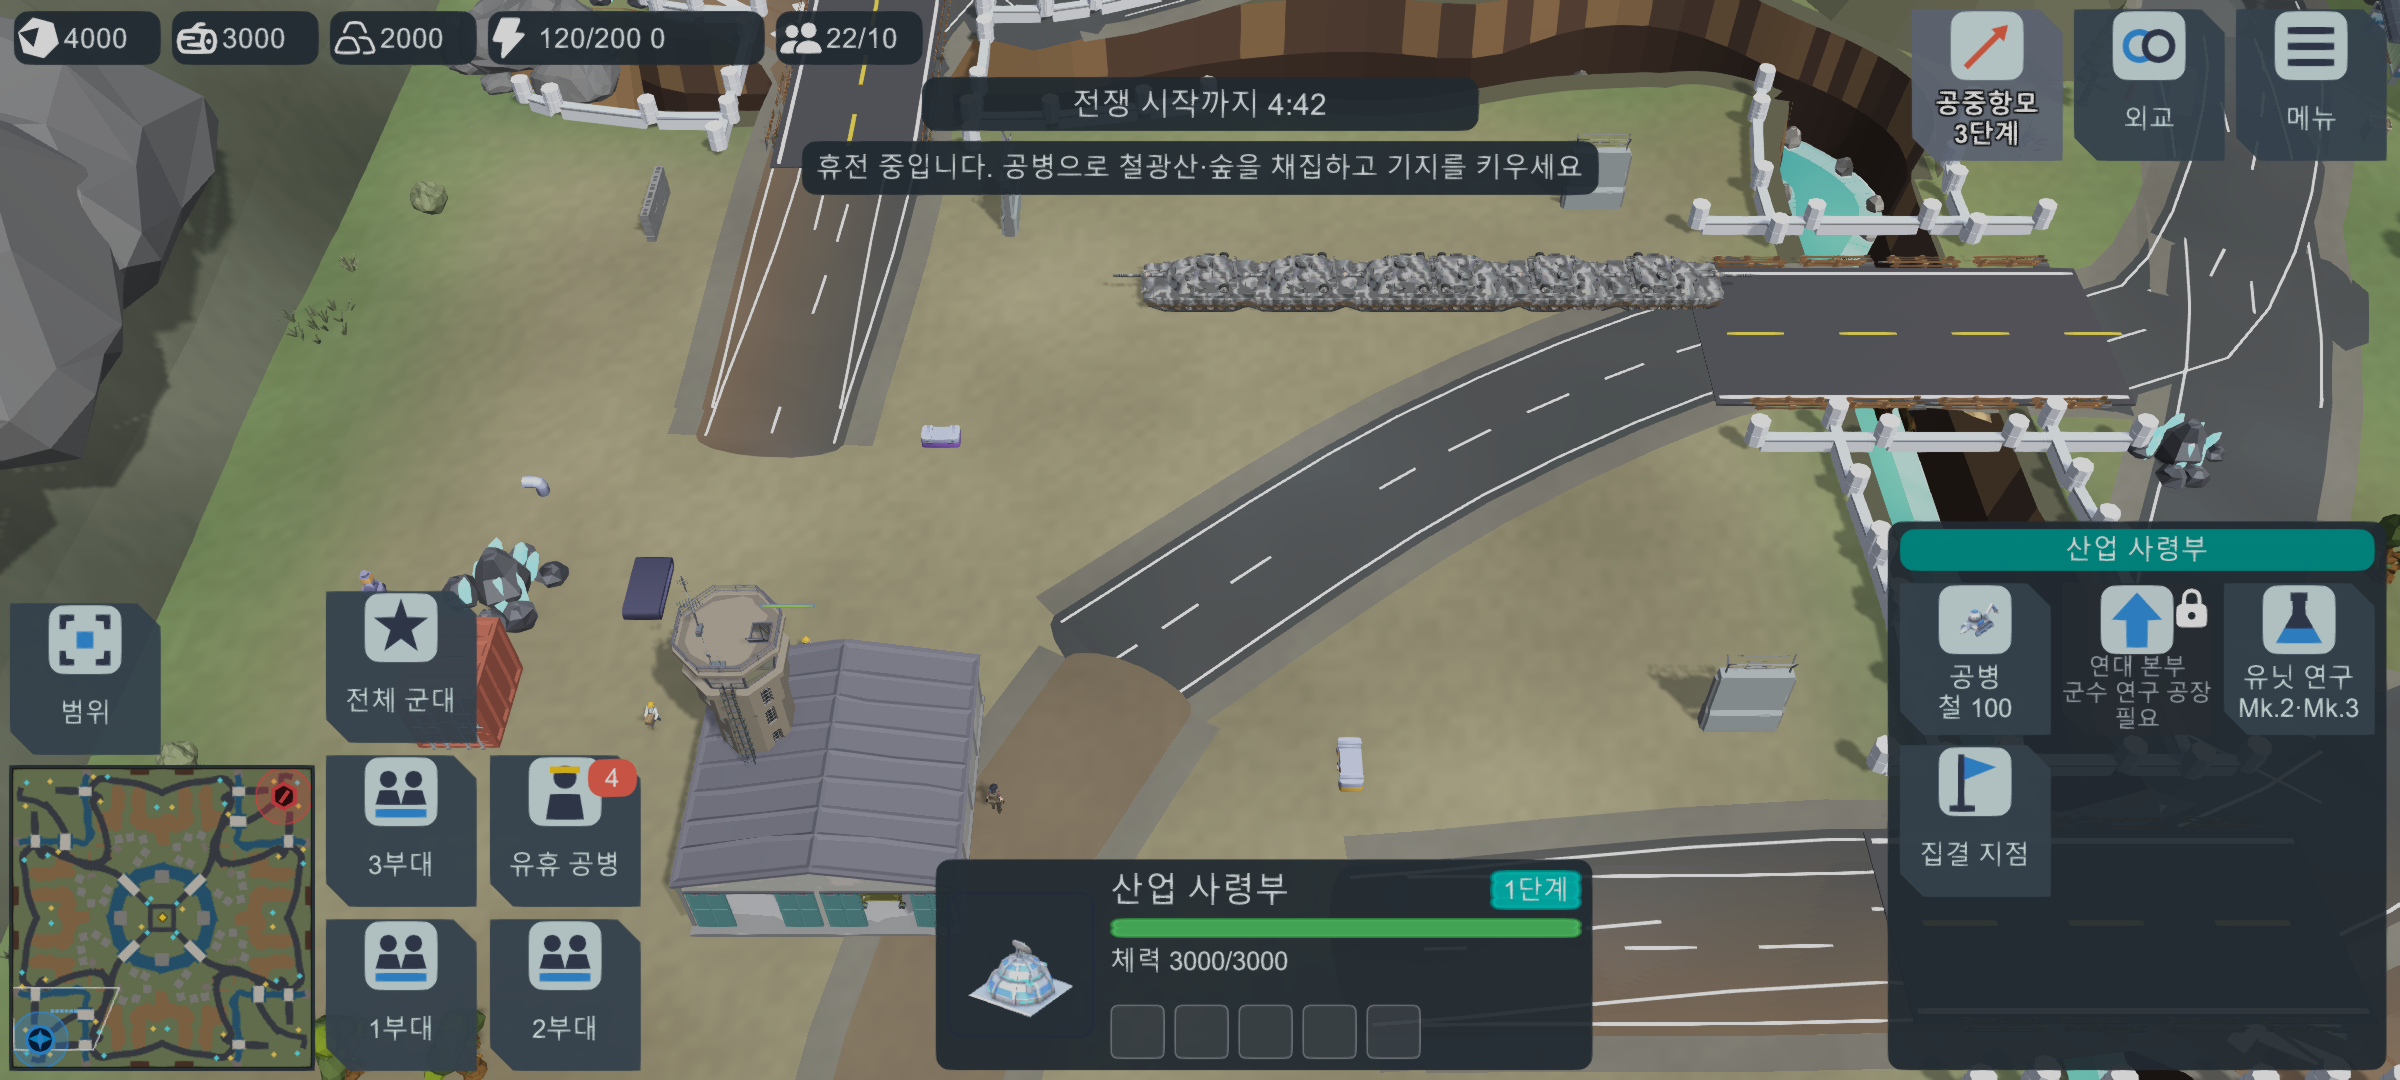 4000
3000
2000
120/200 0
22/10
전쟁 시작까지 4:42
휴전 중입니다. 공병으로 철광산·숲을 채집하고 기지를 키우세요
공중항모
3단계
외교
메뉴
범위
전체 군대
3부대
4
유휴 공병
1부대
2부대
산업 사령부
1단계
체력 3000/3000
산업 사령부
공병
철 100
연대 본부
군수 연구 공장
필요
유닛 연구
Mk.2·Mk.3
집결 지점